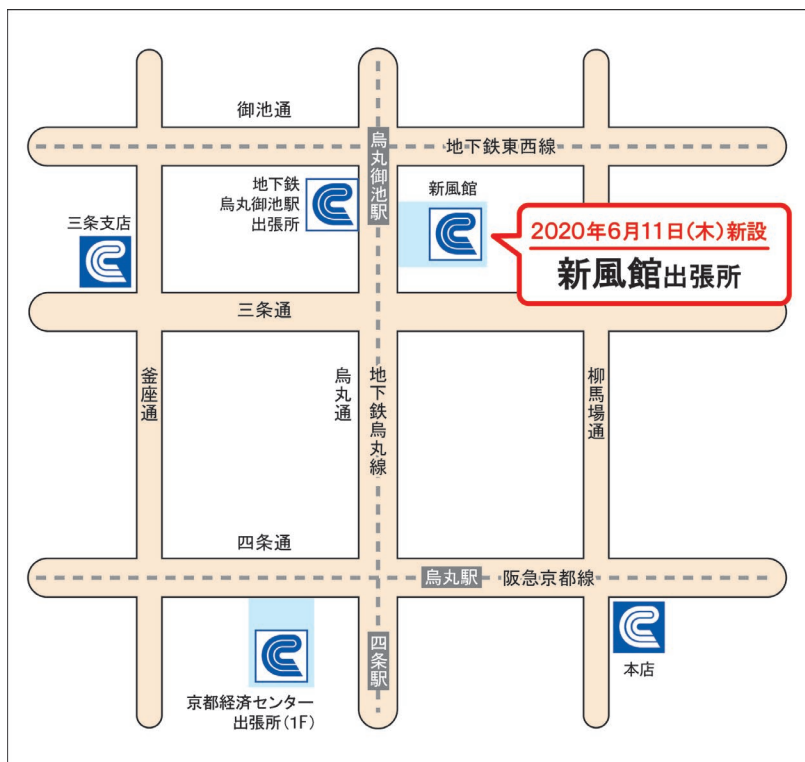 御池通
地下鉄東西線
烏丸御池駅
地下鉄
烏丸御池駅
出張所
新風館
三条支店
2020年6月11日(木)新設
新風館出張所
三条通
釜座通
烏丸通
地下鉄烏丸線
柳馬場通
四条通
烏丸駅
阪急京都線
四条駅
本店
京都経済センター
出張所(1F)